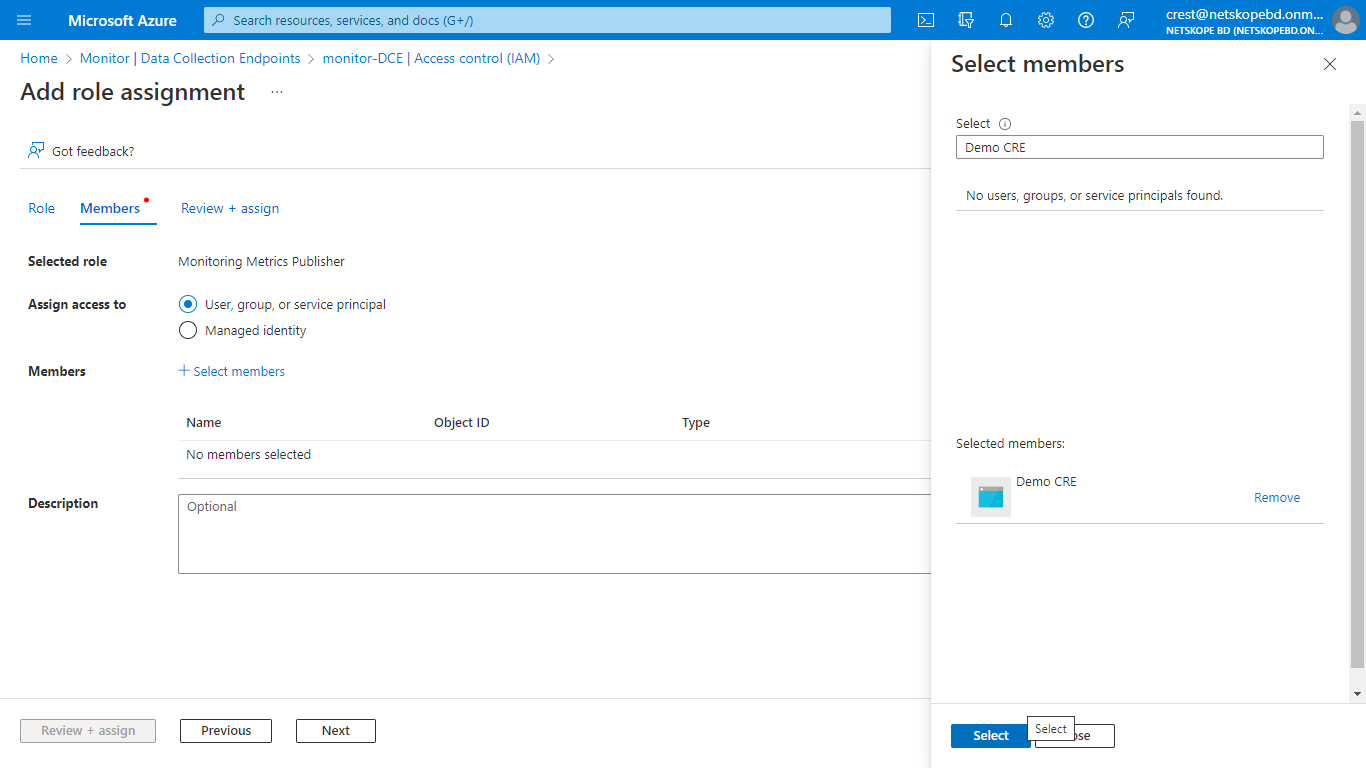 Microsoft Azure
Search resources, services, and docs (G+/)
crest@netskopebd.onm...
NETSKOPE BD (NETSKOPEBD.ON...
Home > Monitor | Data Collection Endpoints > monitor-DCE | Access control (IAM) >
Add role assignment ...
Got feedback?
Role Members Review + assign
Selected role Monitoring Metrics Publisher
Assign access to User, group, or service principal
Managed identity
Members + Select members
Name Object ID Type
No members selected
Description Optional
Review + assign Previous Next
Select members
Select
Demo CRE
No users, groups, or service principals found.
Selected members:
Demo CRE
Remove
Select
Select